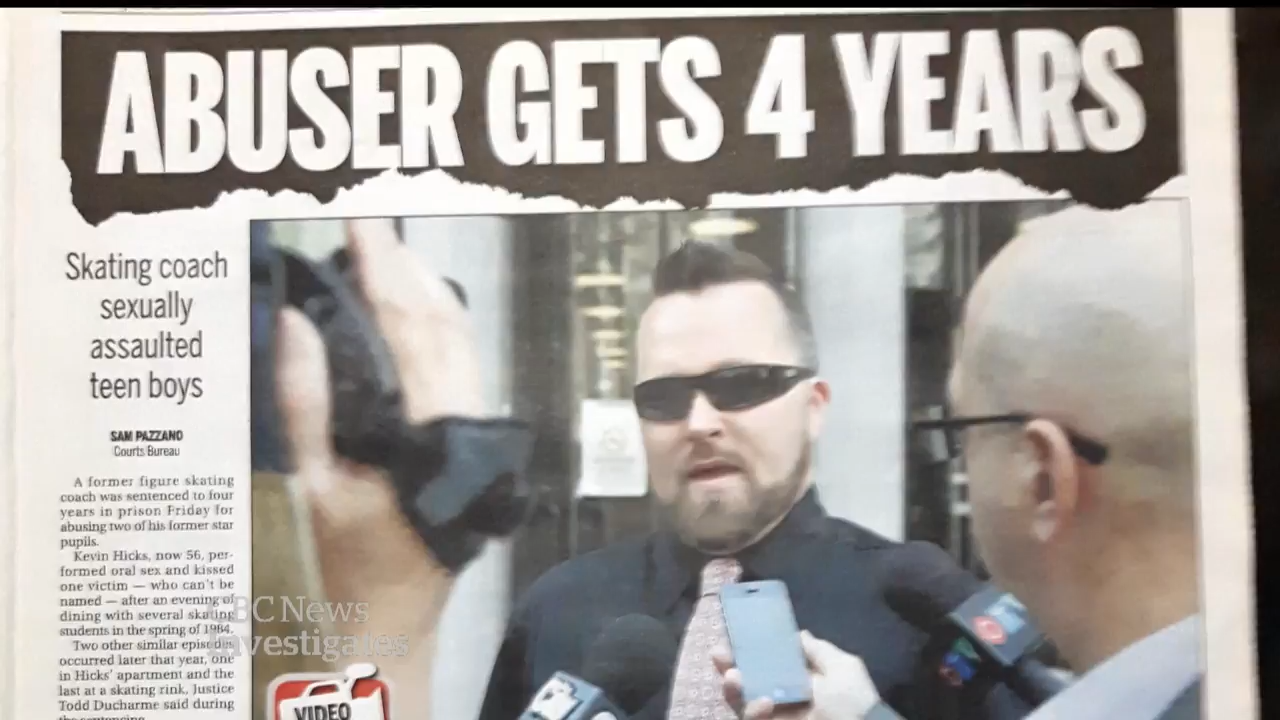 ABUSER GETS 4 YEARS
Skating coach
sexually
assaulted
teen boys
SAM PAZZANO
Courts Bureau
A former figure skating
coach was sentenced to four
years in prison Friday for
abusing two of his former star
pupils.
Kevin Hicks, now 56, per-
formed oral sex and kissed
one victim — who can't be
named — after an evening of
dining with several skating
students in the spring of 1984.
Two other similar episodes
occurred later that year, one
in Hicks' apartment and the
last at a skating rink, Justice
Todd Ducharme said during
the sentencing.
CBC News
Investigates
VIDEO